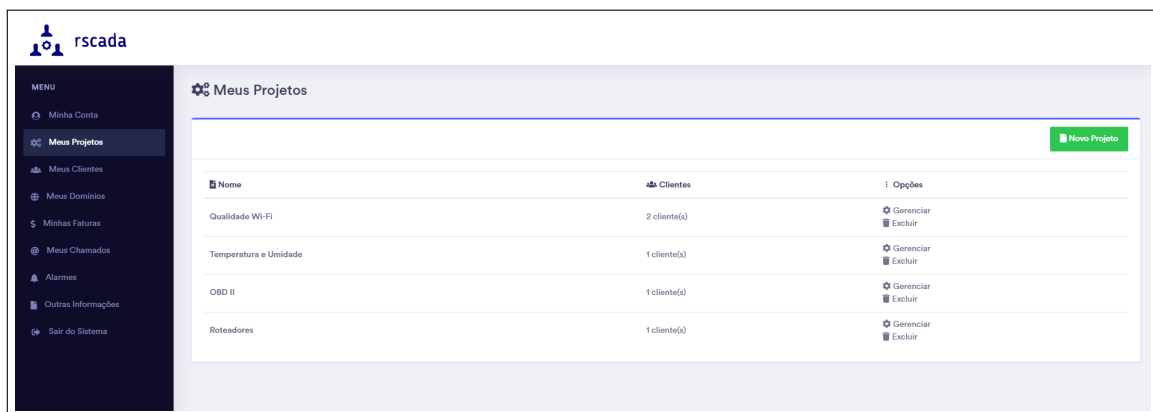 rscada
MENU
Minha Conta
Meus Projetos
Meus Clientes
Meus Domínios
Minhas Faturas
Meus Chamados
Alarmes
Outras Informações
Sair do Sistema
Meus Projetos
Novo Projeto
Nome Clientes Opções
Qualidade Wi-Fi 2 cliente(s) Gerenciar
Excluir
Temperatura e Umidade 1 cliente(s) Gerenciar
Excluir
OBD II 1 cliente(s) Gerenciar
Excluir
Roteadores 1 cliente(s) Gerenciar
Excluir